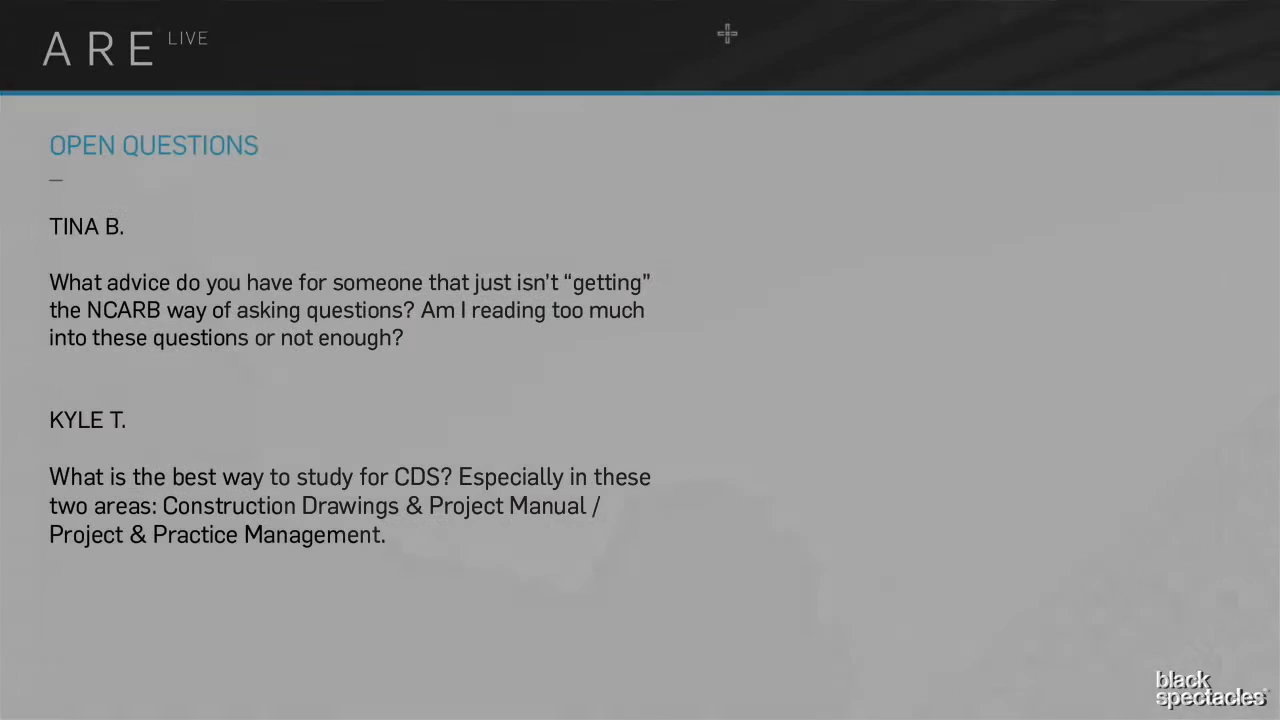 ARE LIVE
OPEN QUESTIONS
TINA B.
What advice do you have for someone that just isn't “getting”
the NCARB way of asking questions? Am I reading too much
into these questions or not enough?
KYLE T.
What is the best way to study for CDS? Especially in these
two areas: Construction Drawings & Project Manual /
Project & Practice Management.
black
spectacles